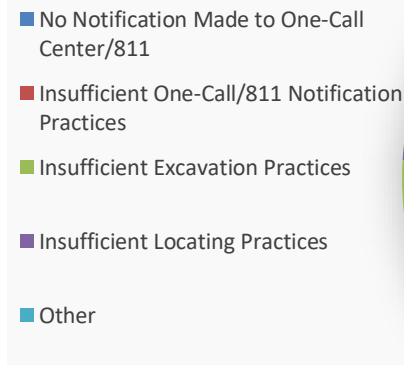 No Notification Made to One-Call
Center/811
Insufficient One-Call/811 Notification
Practices
Insufficient Excavation Practices
Insufficient Locating Practices
Other